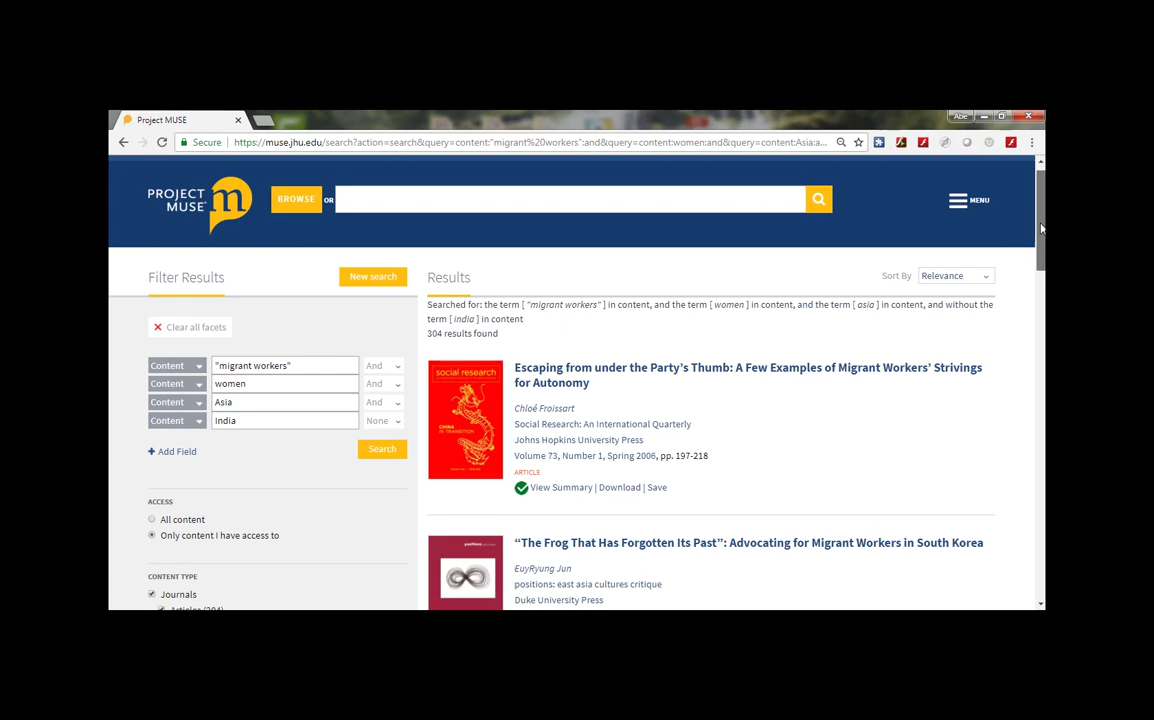 Project MUSE
Abe
Secure
https://muse.jhu.edu/search?action=search&query=content:"migrant%20workers":and&query=content:women:and&query=content:Asia:a...
PROJECT
MUSE
m
BROWSE
OR
MENU
Filter Results
New search
Clear all facets
Content
"migrant workers"
And
Content
women
And
Content
Asia
And
Content
India
None
+ Add Field
Search
ACCESS
All content
Only content I have access to
CONTENT TYPE
Journals
Articles (304)
Results
Sort By
Relevance
Searched for: the term [ "migrant workers" ] in content, and the term [ women ] in content, and the term [ asia ] in content, and without the
term [ india ] in content
304 results found
social research
CHINA
IN TRANSITION
Escaping from under the Party's Thumb: A Few Examples of Migrant Workers' Strivings
for Autonomy
Chloé Froissart
Social Research: An International Quarterly
Johns Hopkins University Press
Volume 73, Number 1, Spring 2006, pp. 197-218
ARTICLE
View Summary | Download | Save
positions
“The Frog That Has Forgotten Its Past”: Advocating for Migrant Workers in South Korea
EuyRyung Jun
positions: east asia cultures critique
Duke University Press